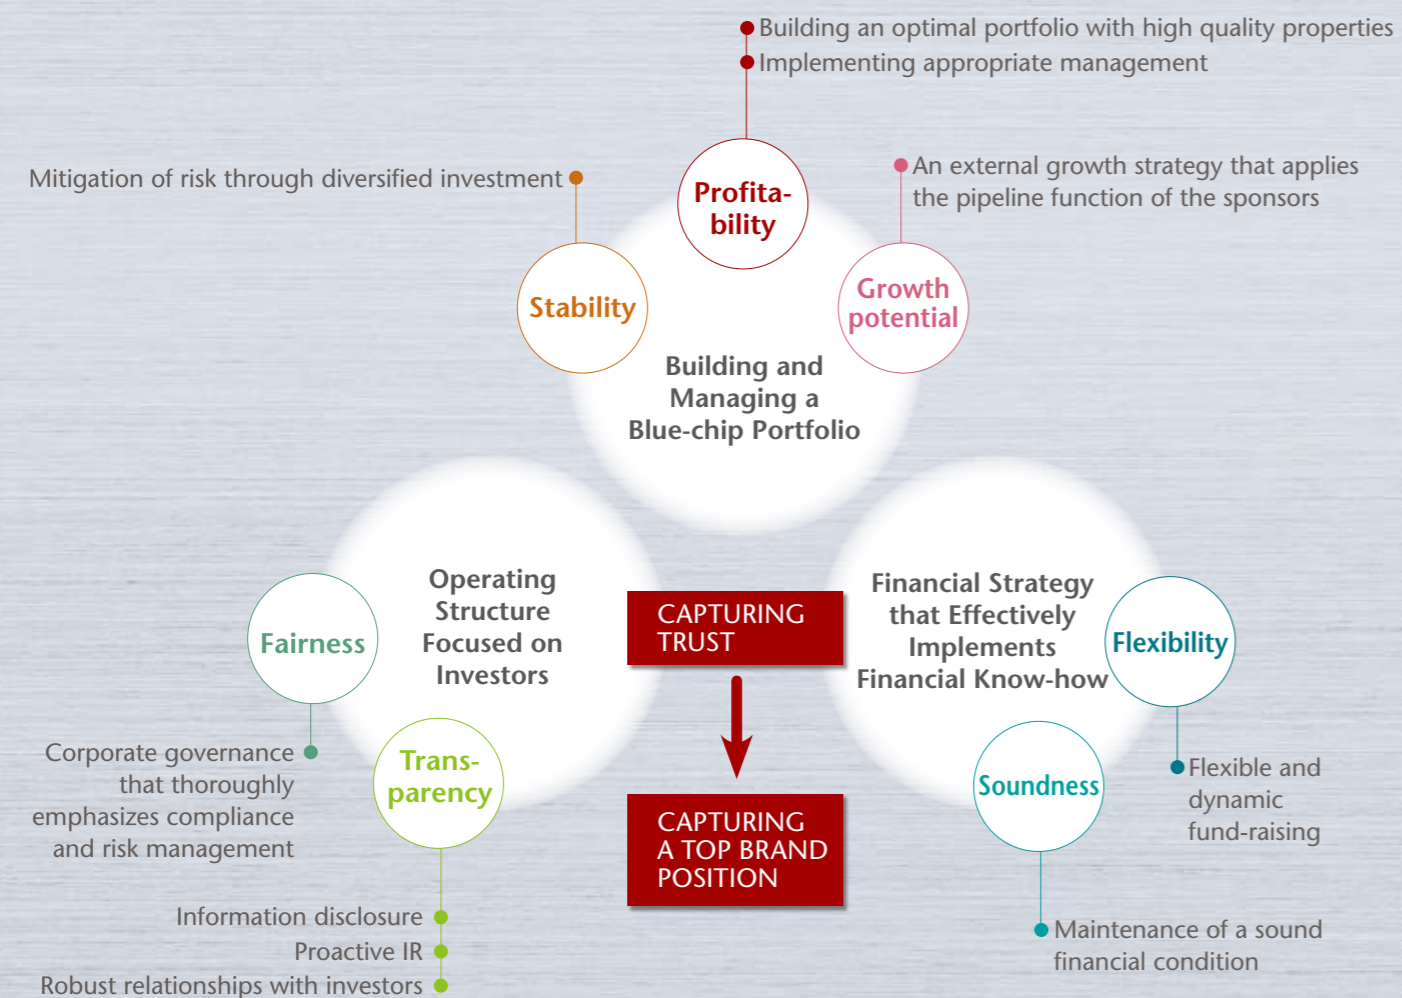 Building an optimal portfolio with high quality properties
Implementing appropriate management
Mitigation of risk through diversified investment
An external growth strategy that applies
the pipeline function of the sponsors
Profita-
bility
Stability
Growth
potential
Building and
Managing a
Blue-chip Portfolio
Operating
Structure
Focused on
Investors
Fairness
Trans-
parency
Corporate governance
that thoroughly
emphasizes compliance
and risk management
Information disclosure
Proactive IR
Robust relationships with investors
CAPTURING
TRUST
CAPTURING
A TOP BRAND
POSITION
Financial Strategy
that Effectively
Implements
Financial Know-how
Flexibility
Soundness
Flexible and
dynamic
fund-raising
Maintenance of a sound
financial condition